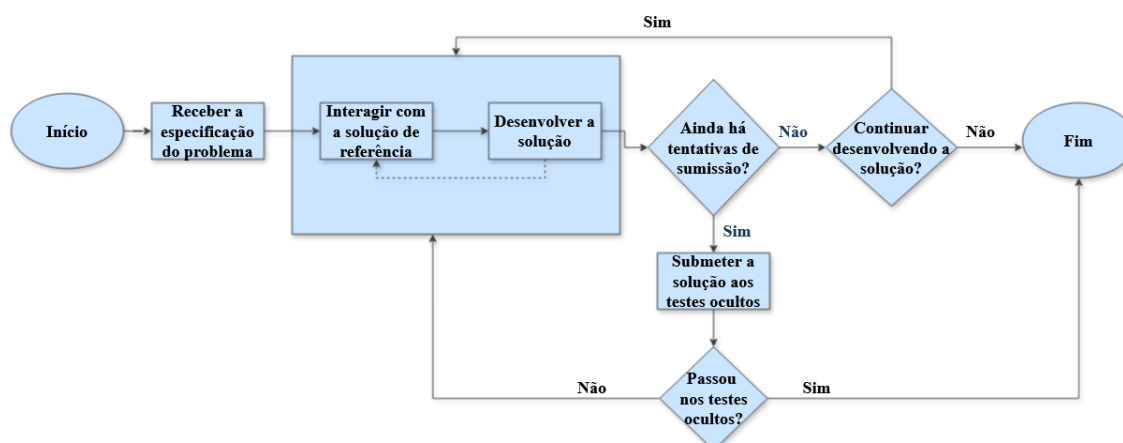 Sim
Início
Receber a
especificação
do problema
Interagir com
a solução de
referência
Desenvolver a
solução
Ainda há
tentativas de
sumissão?
Não
Continuar
desenvolvendo a
solução?
Não
Fim
Sim
Submeter a
solução aos
testes ocultos
Não
Passou
nos testes
ocultos?
Sim